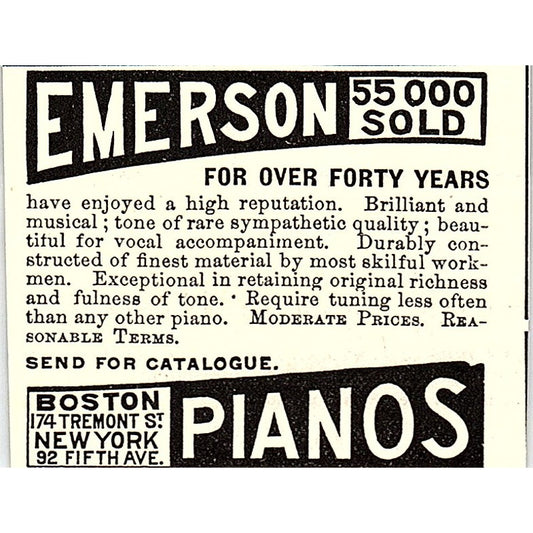 EMERSON 55000
SOLD
FOR OVER FORTY YEARS
have enjoyed a high reputation. Brilliant and
musical; tone of rare sympathetic quality; beau-
tiful for vocal accompaniment. Durably con-
structed of finest material by most skilful work-
men. Exceptional in retaining original richness
and fulness of tone. Require tuning less often
than any other piano. MODERATE PRICES. REA-
SONABLE TERMS.
SEND FOR CATALOGUE.
BOSTON
174 TREMONT ST.
NEW YORK
92 FIFTH AVE.
PIANOS